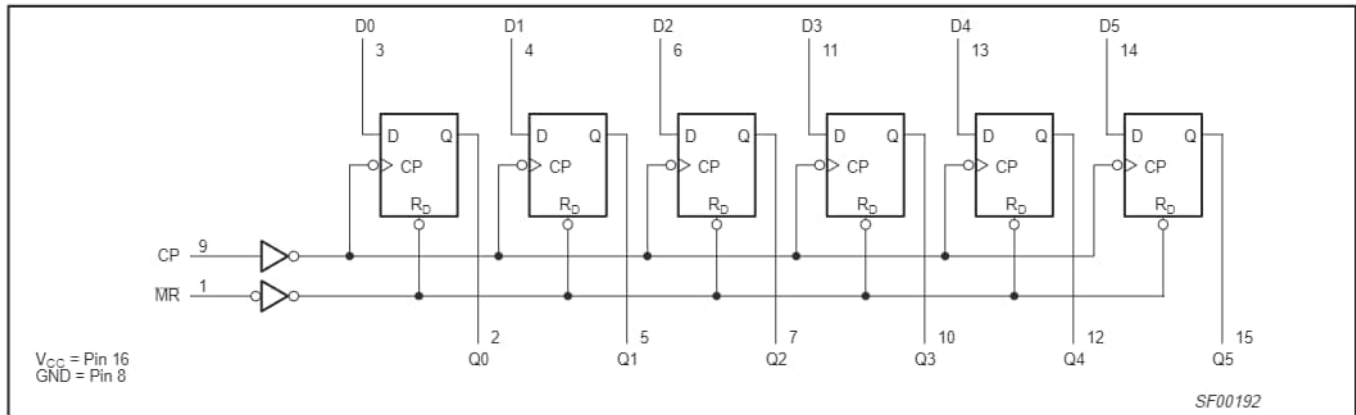 D0 D1 D2 D3 D4 D5
3 4 6 11 13 14
D Q D Q D Q D Q D Q D Q
CP CP CP CP CP CP
RD RD RD RD RD RD
CP 9
MR 1
2 5 7 10 12 15
Q0 Q1 Q2 Q3 Q4 Q5
VCC = Pin 16
GND = Pin 8
SF00192